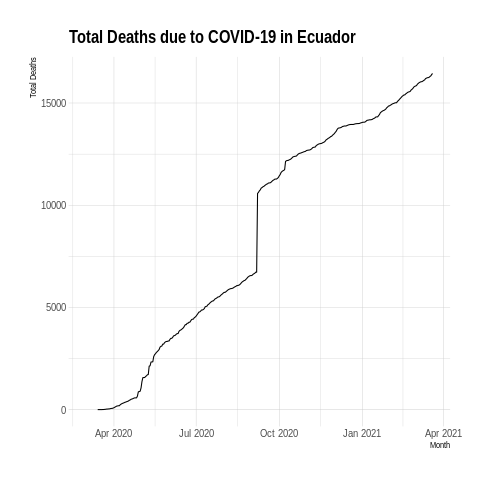 Total Deaths due to COVID-19 in Ecuador
Total Deaths
15000
10000
5000
0
Apr 2020 Jul 2020 Oct 2020 Jan 2021 Apr 2021
Month